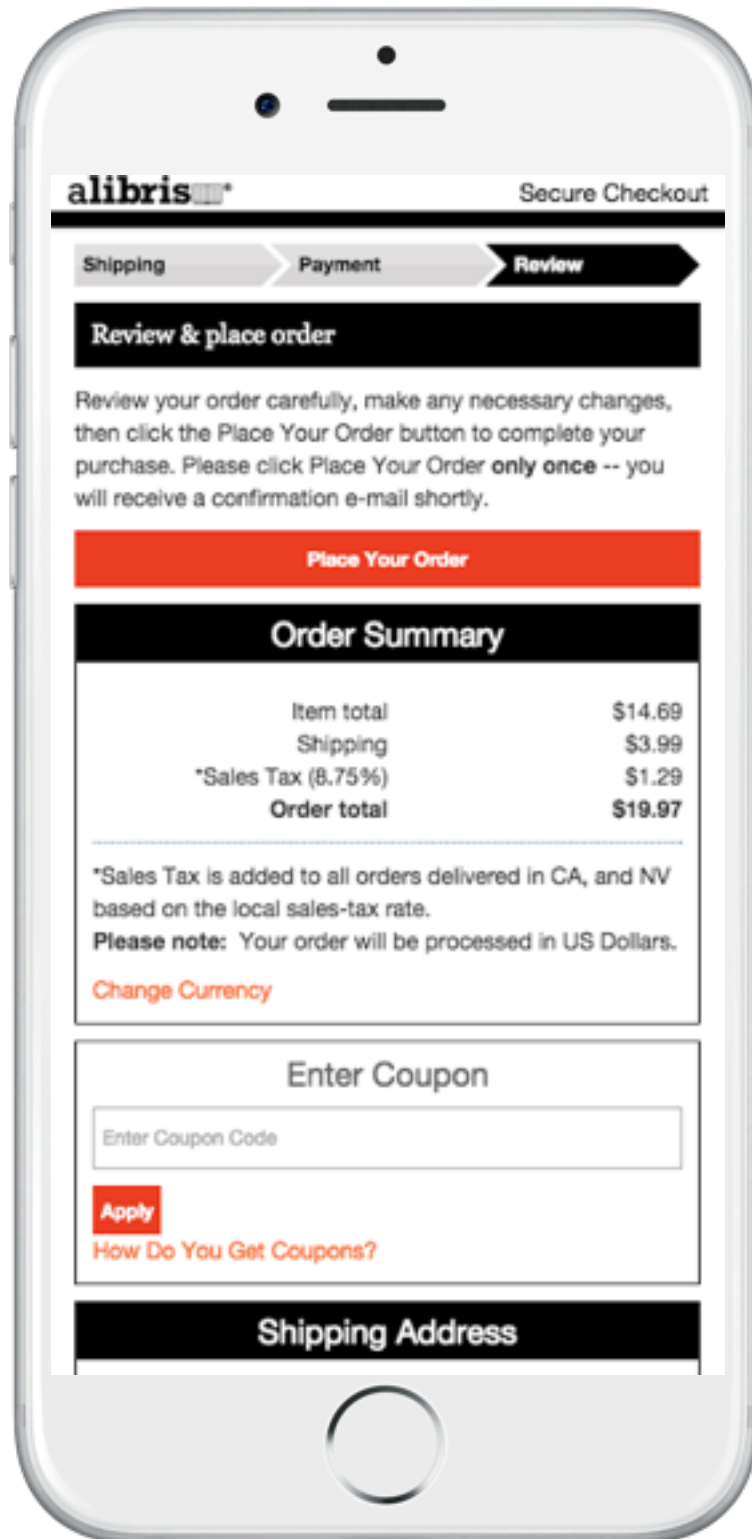 alibris®
Secure Checkout
Shipping Payment Review
Review & place order
Review your order carefully, make any necessary changes,
then click the Place Your Order button to complete your
purchase. Please click Place Your Order only once -- you
will receive a confirmation e-mail shortly.
Place Your Order
Order Summary
Item total $14.69
Shipping $3.99
*Sales Tax (8.75%) $1.29
Order total $19.97
*Sales Tax is added to all orders delivered in CA, and NV
based on the local sales-tax rate.
Please note: Your order will be processed in US Dollars.
Change Currency
Enter Coupon
Enter Coupon Code
Apply
How Do You Get Coupons?
Shipping Address